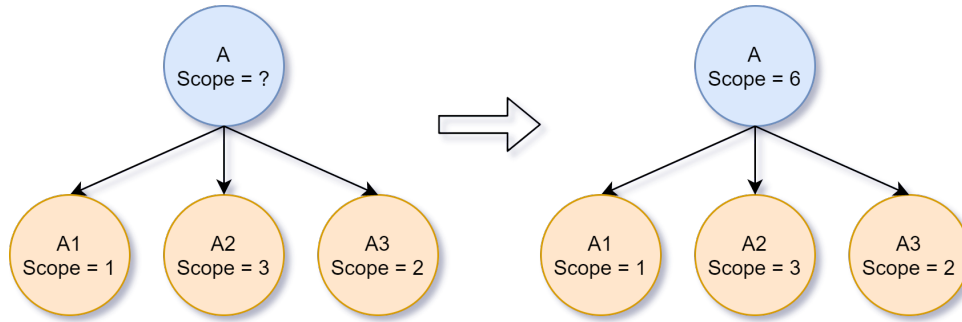 A
Scope = ?
A1
Scope = 1
A2
Scope = 3
A3
Scope = 2
A
Scope = 6
A1
Scope = 1
A2
Scope = 3
A3
Scope = 2